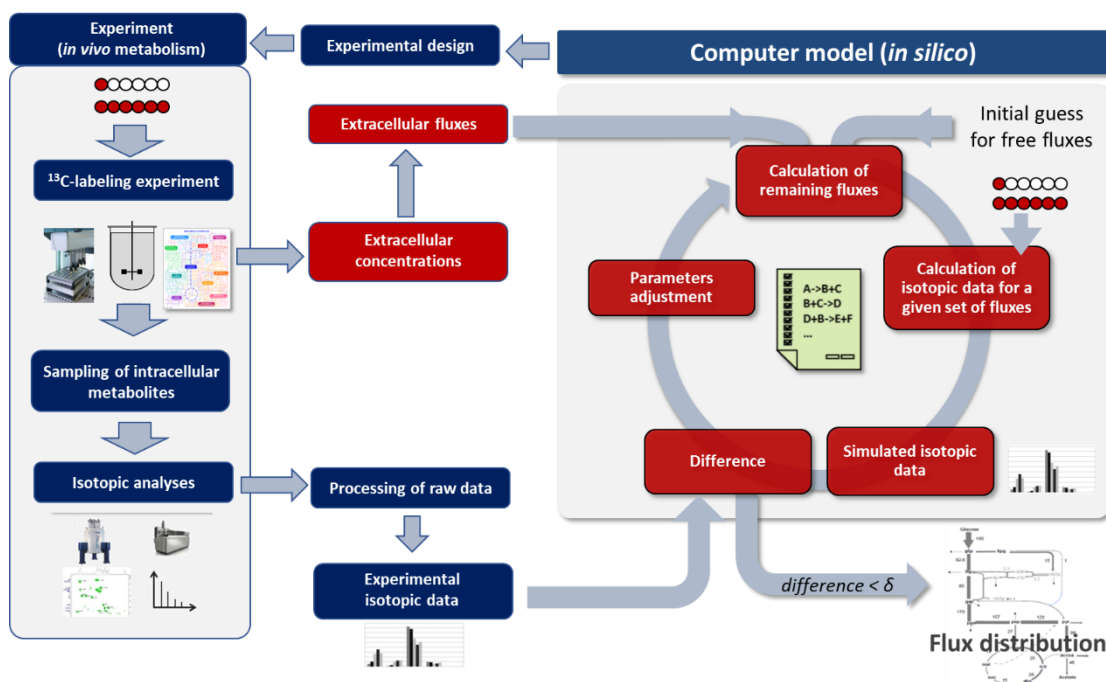 Experiment
(in vivo metabolism)
Experimental design
Computer model (in silico)
¹³C-labeling experiment
Sampling of intracellular
metabolites
Isotopic analyses
Extracellular fluxes
Extracellular
concentrations
Processing of raw data
Experimental
isotopic data
Initial guess
for free fluxes
Calculation of
remaining fluxes
Calculation of
isotopic data for a
given set of fluxes
Parameters
adjustment
A->B+C
B+C->D
D+B->E+F
...
Difference
Simulated isotopic
data
difference < δ
Glucose
100
Flux distribution
Acetate